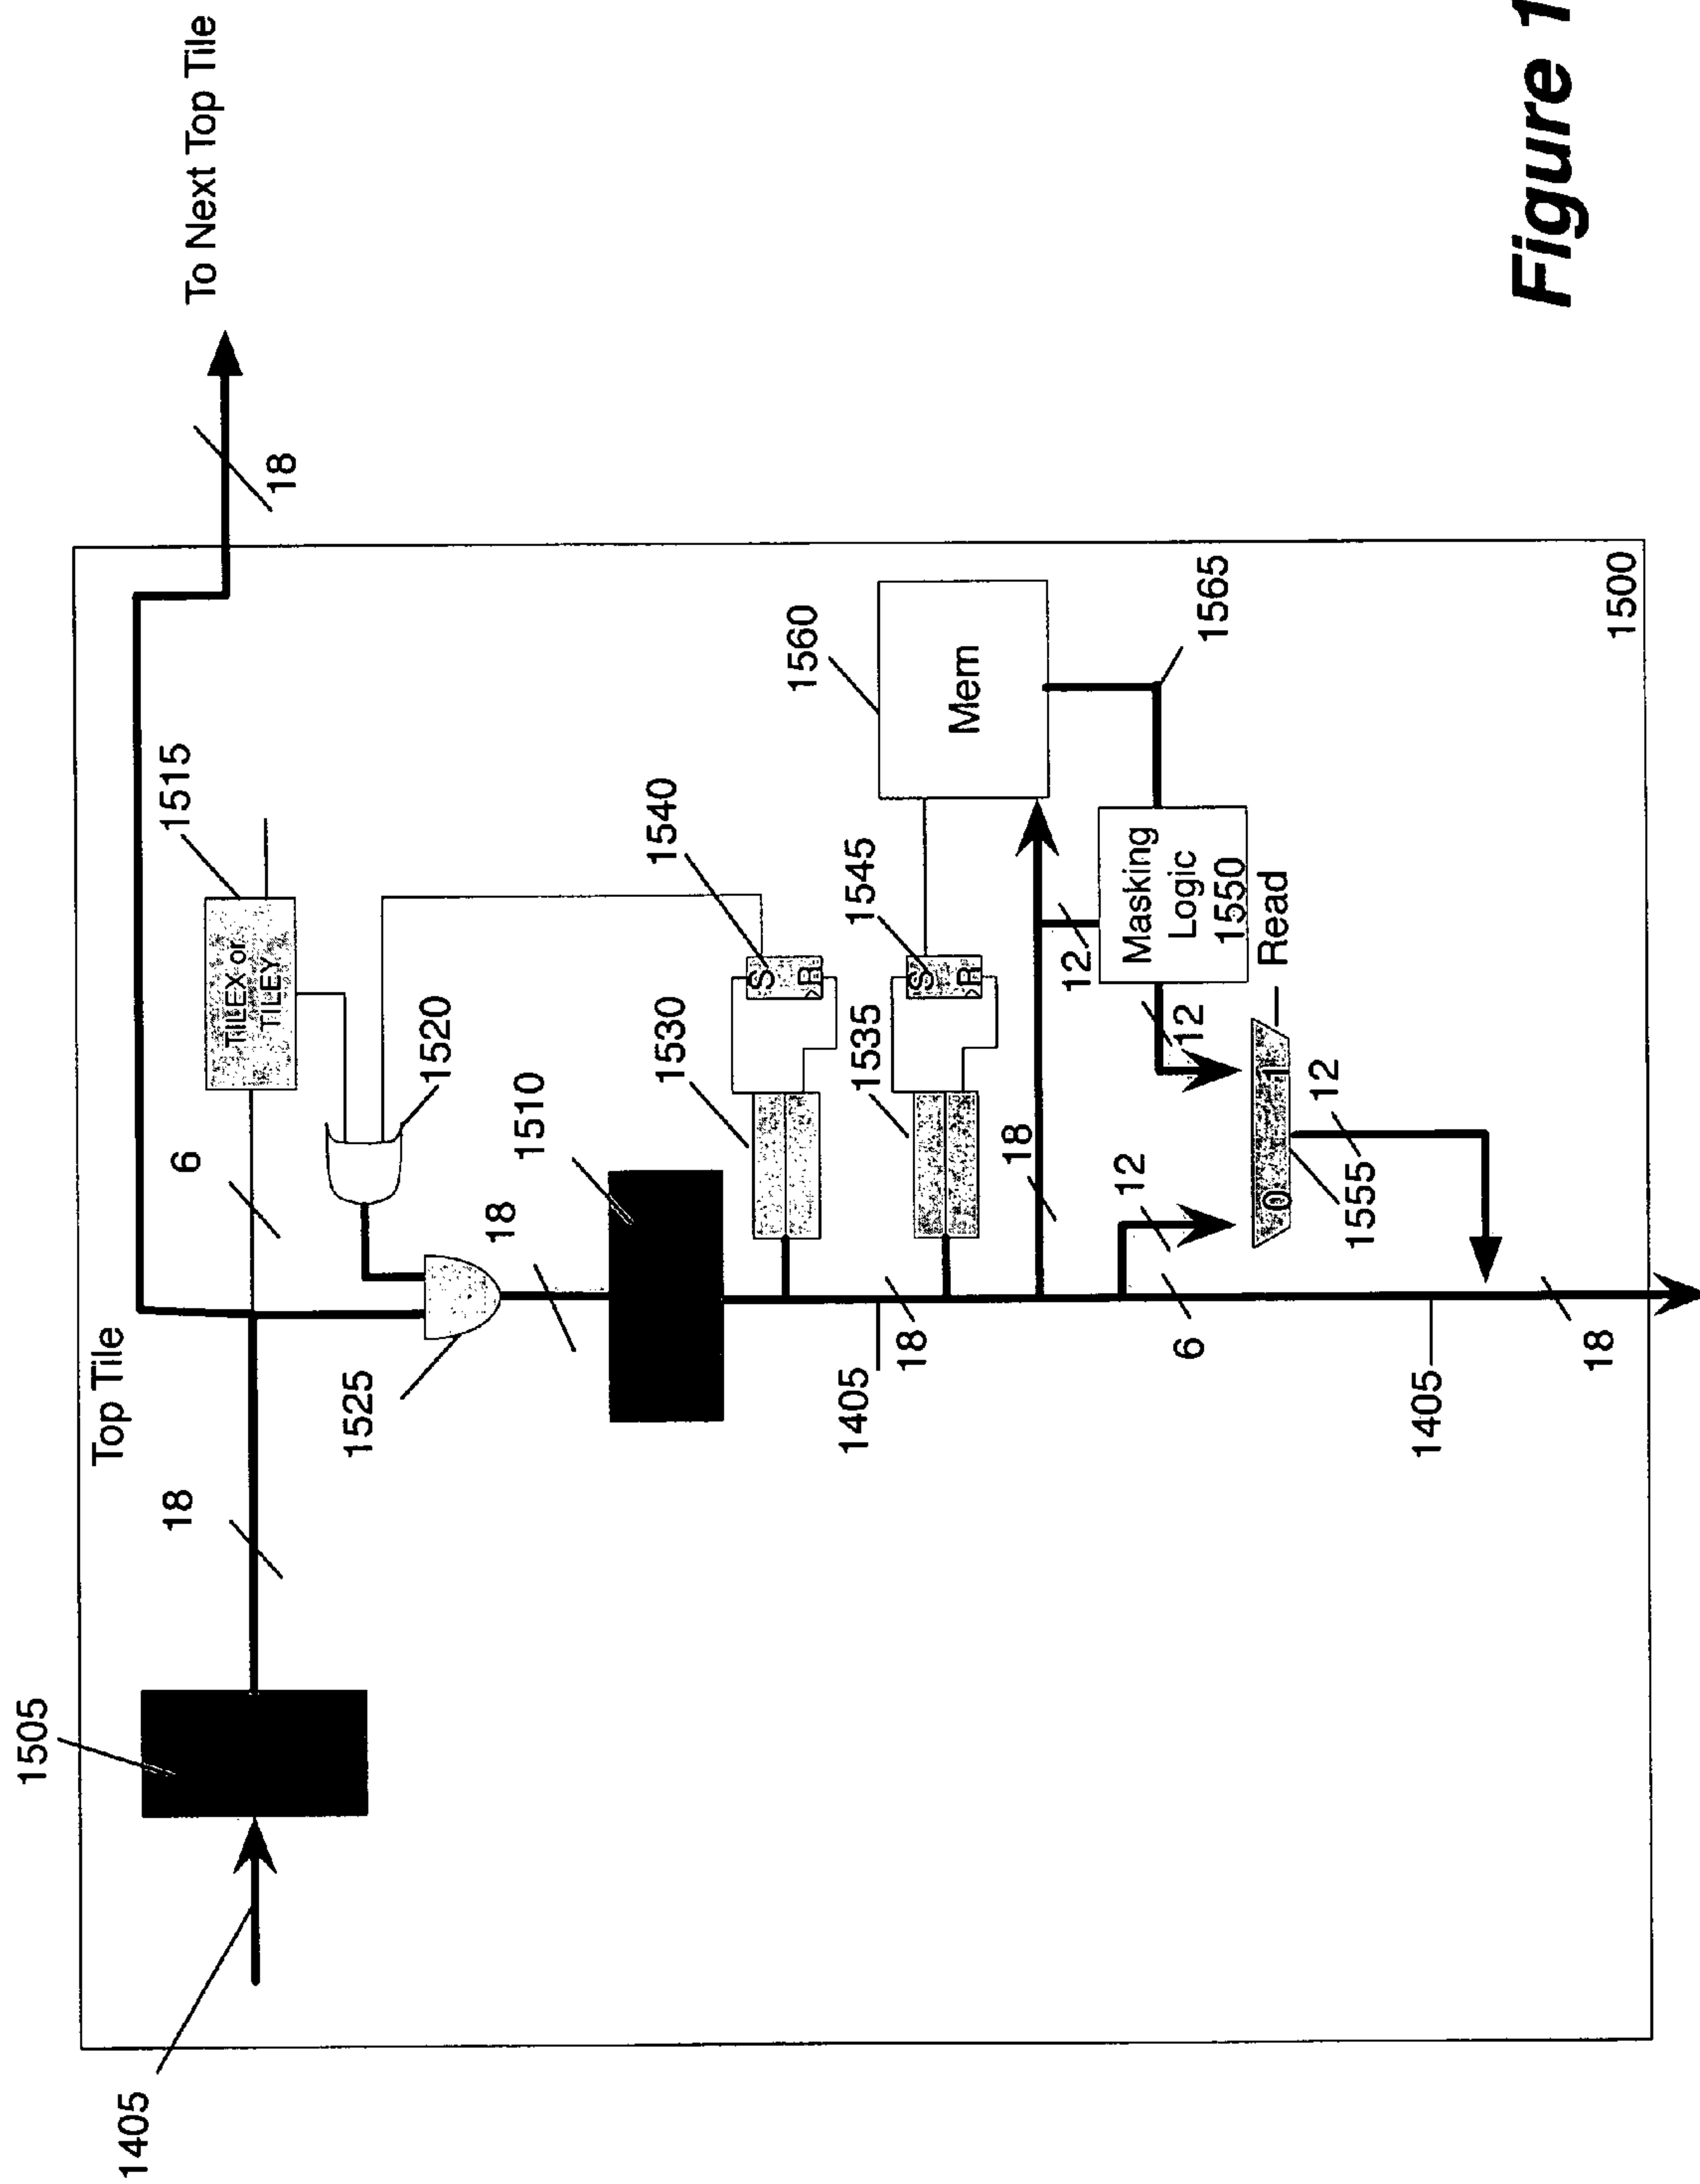 To Next Top Tile
18
Top Tile
1405
1505
18
6
1515
TILEX or
TILEY
1520
1525
18
1510
1530
1540
S
R
1405
18
1535
1545
S
R
1560
Mem
18
12
Masking
Logic
1550
1565
12
12
6
0
1
Read
1555
12
1405
18
1500
Figure 1